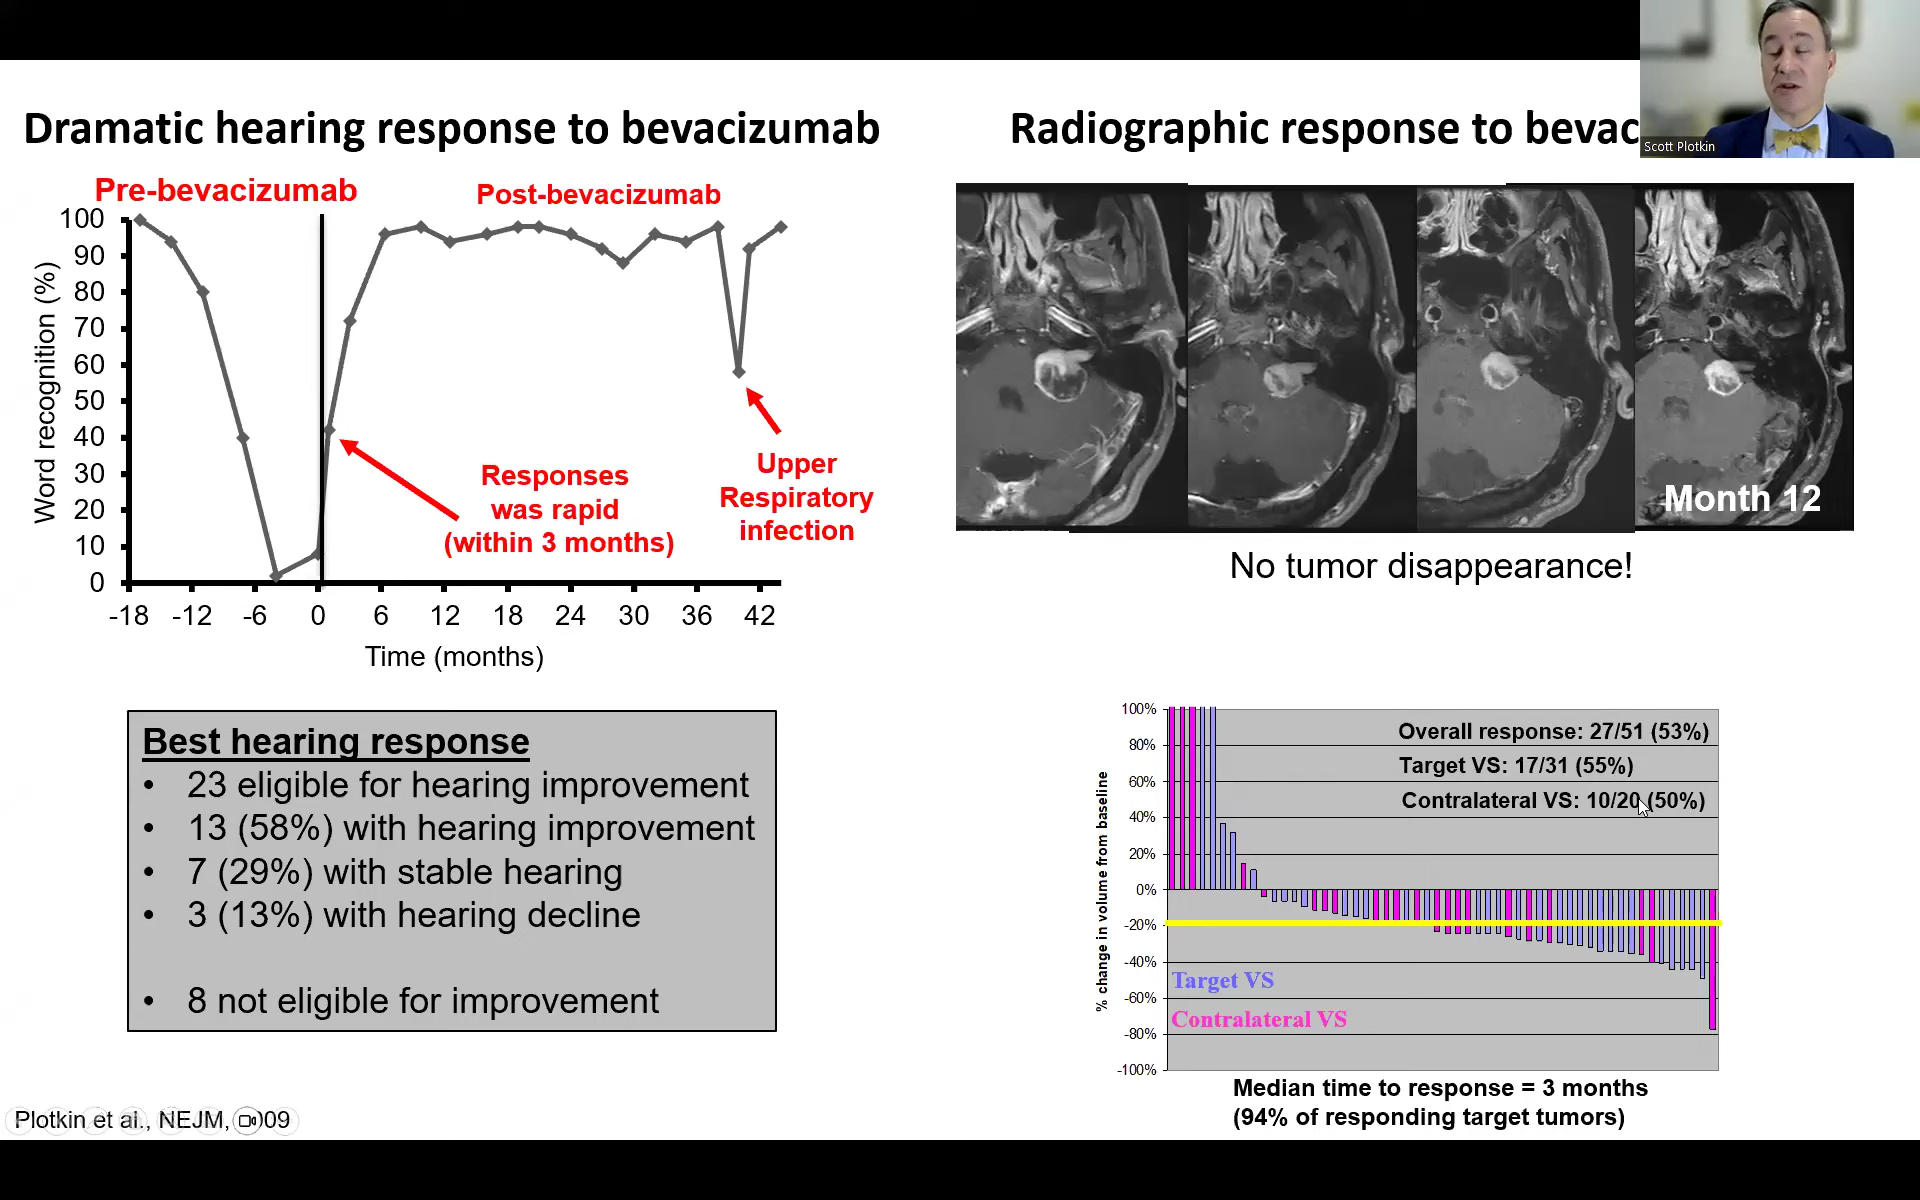 Dramatic hearing response to bevacizumab
Pre-bevacizumab
Post-bevacizumab
Word recognition (%)
100
90
80
70
60
50
40
30
20
10
0
-18 -12 -6 0 6 12 18 24 30 36 42
Time (months)
Responses
was rapid
(within 3 months)
Upper
Respiratory
infection
Best hearing response
• 23 eligible for hearing improvement
• 13 (58%) with hearing improvement
• 7 (29%) with stable hearing
• 3 (13%) with hearing decline
• 8 not eligible for improvement
Plotkin et al., NEJM, 2009
Radiographic response to bevac
Scott Plotkin
Month 12
No tumor disappearance!
% change in volume from baseline
100%
80%
60%
40%
20%
0%
-20%
-40%
-60%
-80%
-100%
Overall response: 27/51 (53%)
Target VS: 17/31 (55%)
Contralateral VS: 10/20 (50%)
Target VS
Contralateral VS
Median time to response = 3 months
(94% of responding target tumors)